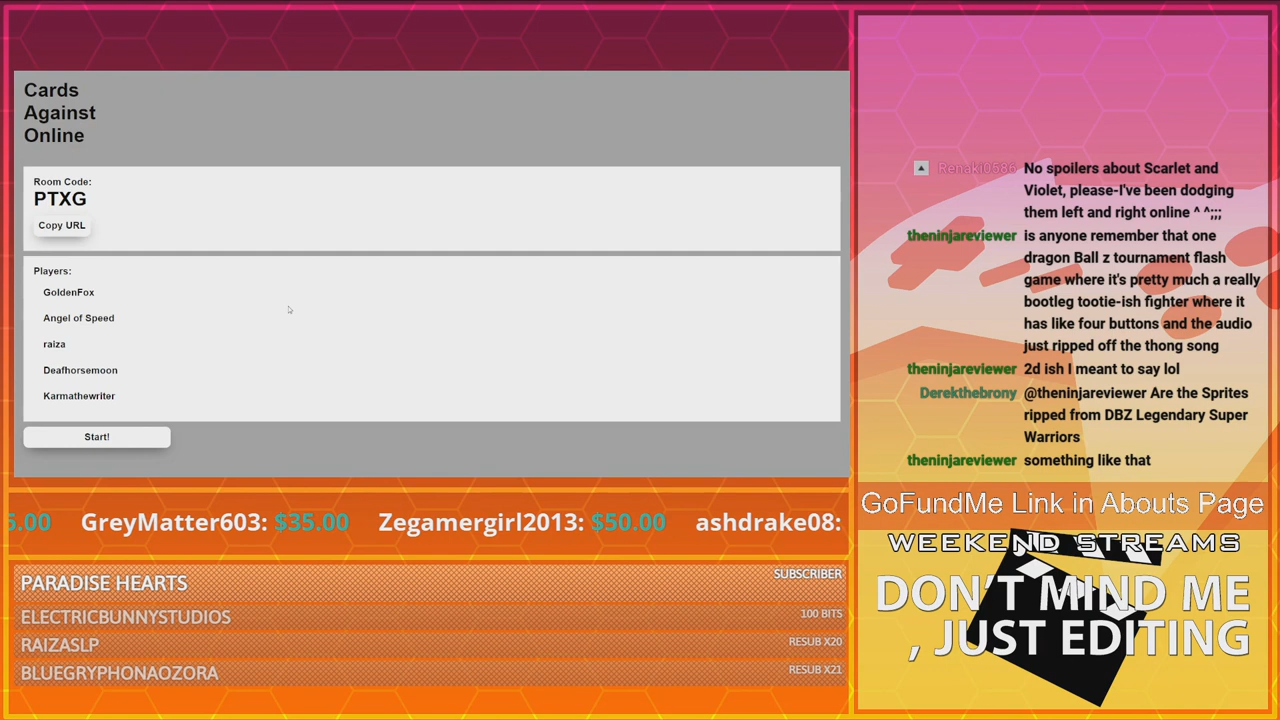 Cards
Against
Online
Room Code:
PTXG
Copy URL
Players:
GoldenFox
Angel of Speed
raiza
Deafhorsemoon
Karmathewriter
Start!
5.00 GreyMatter603: $35.00 Zegamergirl2013: $50.00 ashdrake08:
PARADISE HEARTS SUBSCRIBER
ELECTRICBUNNYSTUDIOS 100 BITS
RAIZASLP RESUB X20
BLUEGRYPHONAOZORA RESUB X21
Renaki0586 No spoilers about Scarlet and
Violet, please-I've been dodging
them left and right online ^ ^;;;
theninjareviewer is anyone remember that one
dragon Ball z tournament flash
game where it's pretty much a really
bootleg tootie-ish fighter where it
has like four buttons and the audio
just ripped off the thong song
theninjareviewer 2d ish I meant to say lol
Derekthebrony @theninjareviewer Are the Sprites
ripped from DBZ Legendary Super
Warriors
theninjareviewer something like that
GoFundMe Link in Abouts Page
WEEKEND STREAMS
DON'T MIND ME
, JUST EDITING